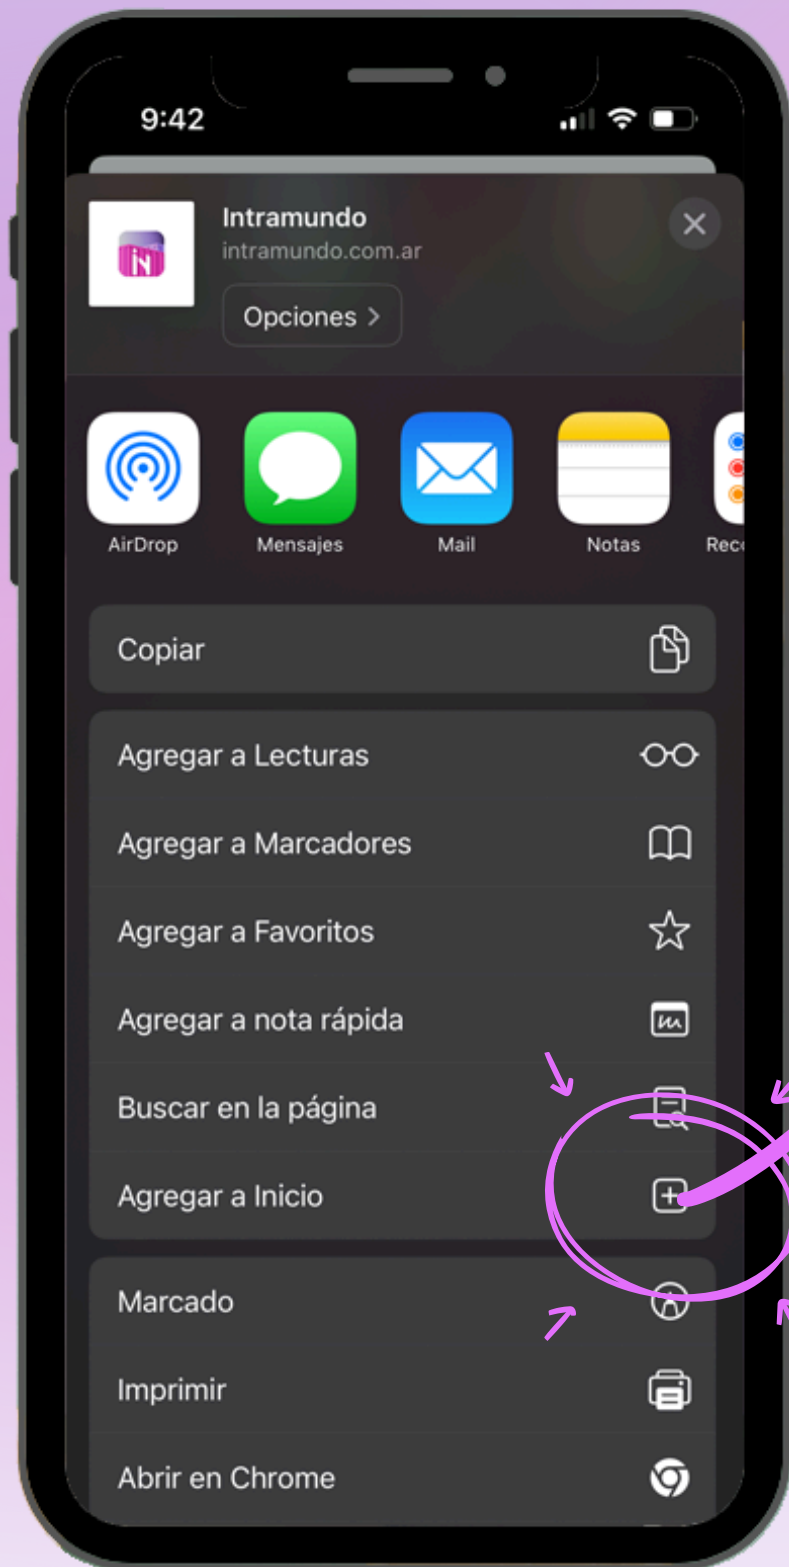 9:42
Intramundo
intramundo.com.ar
Opciones >
IN
AirDrop
Mensajes
Mail
Notas
Copiar
Agregar a Lecturas
Agregar a Marcadores
Agregar a Favoritos
Agregar a nota rápida
Buscar en la página
Agregar a Inicio
Marcado
Imprimir
Abrir en Chrome